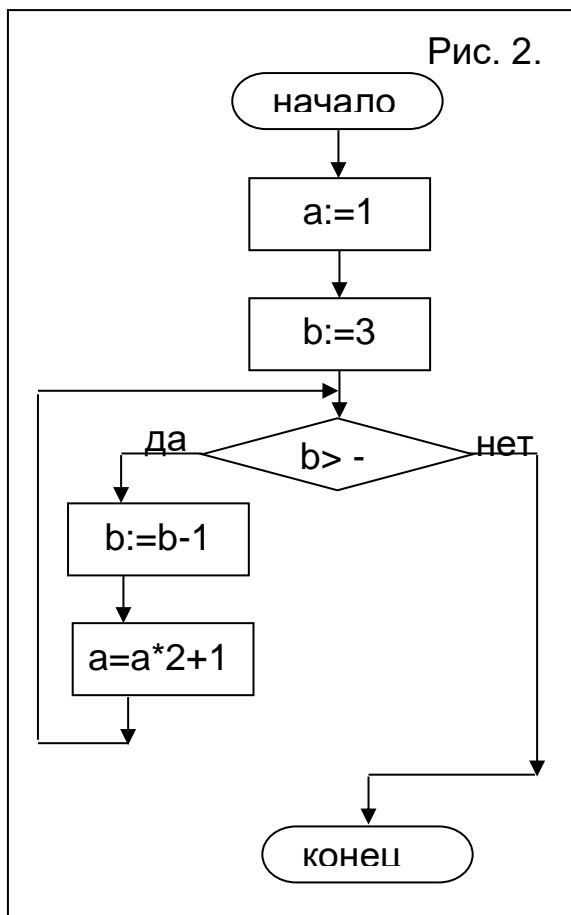 Рис. 2.
начало
a:=1
b:=3
да
b> -
нет
b:=b-1
a=a*2+1
конец